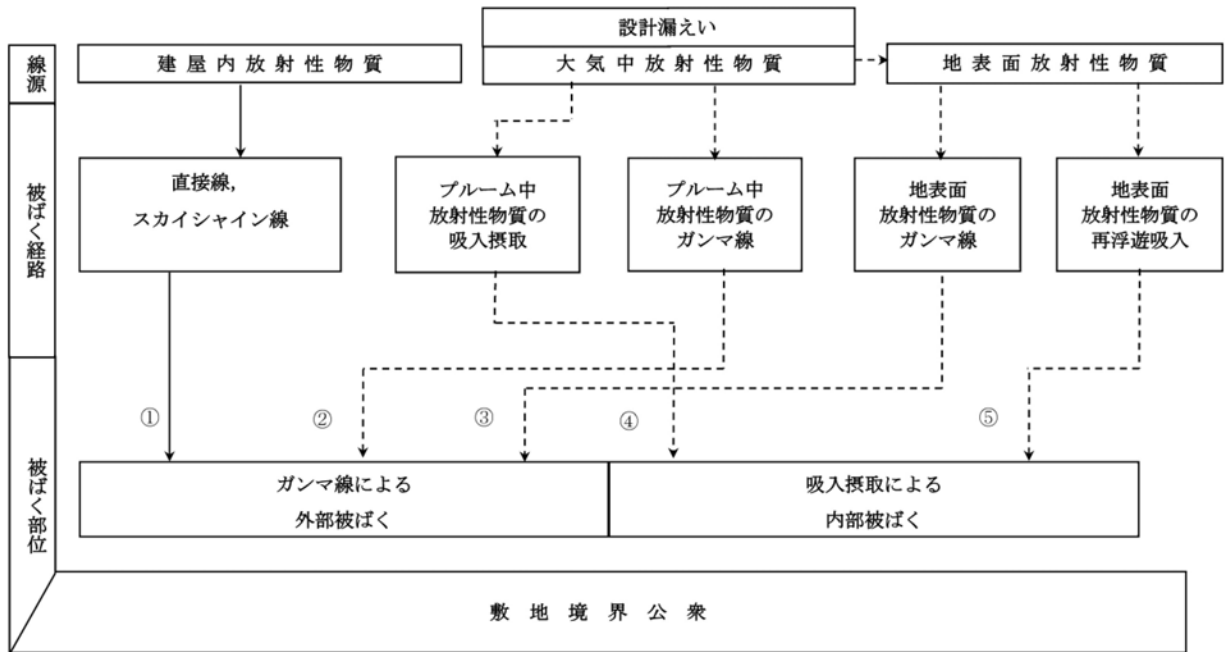 設計漏えい
線源
建屋内放射性物質
大気中放射性物質
地表面放射性物質
被ばく経路
直接線,
スカイシャイン線
プルーム中
放射性物質の
吸入摂取
プルーム中
放射性物質の
ガンマ線
地表面
放射性物質の
ガンマ線
地表面
放射性物質の
再浮遊吸入
①
②
③
④
⑤
被ばく部位
ガンマ線による
外部被ばく
吸入摂取による
内部被ばく
敷地境界公衆